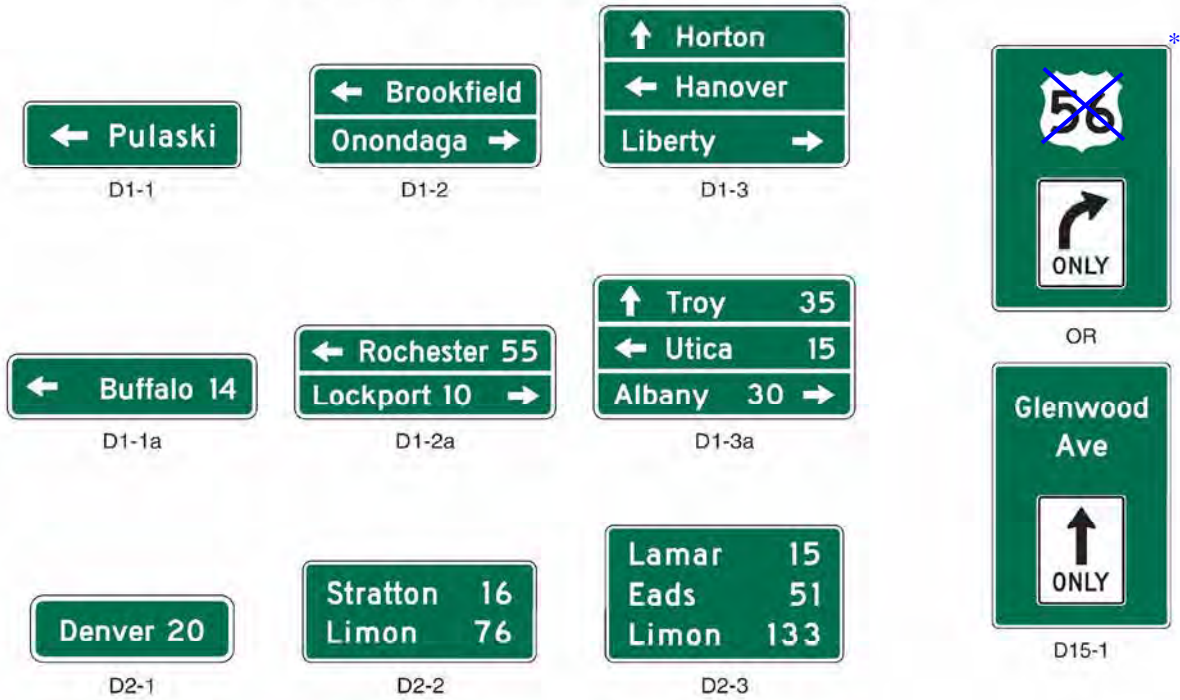 Pulaski
D1-1
Brookfield
Onondaga
D1-2
Horton
Hanover
Liberty
D1-3
*
56
ONLY
OR
Buffalo 14
D1-1a
Rochester 55
Lockport 10
D1-2a
Troy 35
Utica 15
Albany 30
D1-3a
Glenwood
Ave
ONLY
D15-1
Denver 20
D2-1
Stratton 16
Limon 76
D2-2
Lamar 15
Eads 51
Limon 133
D2-3